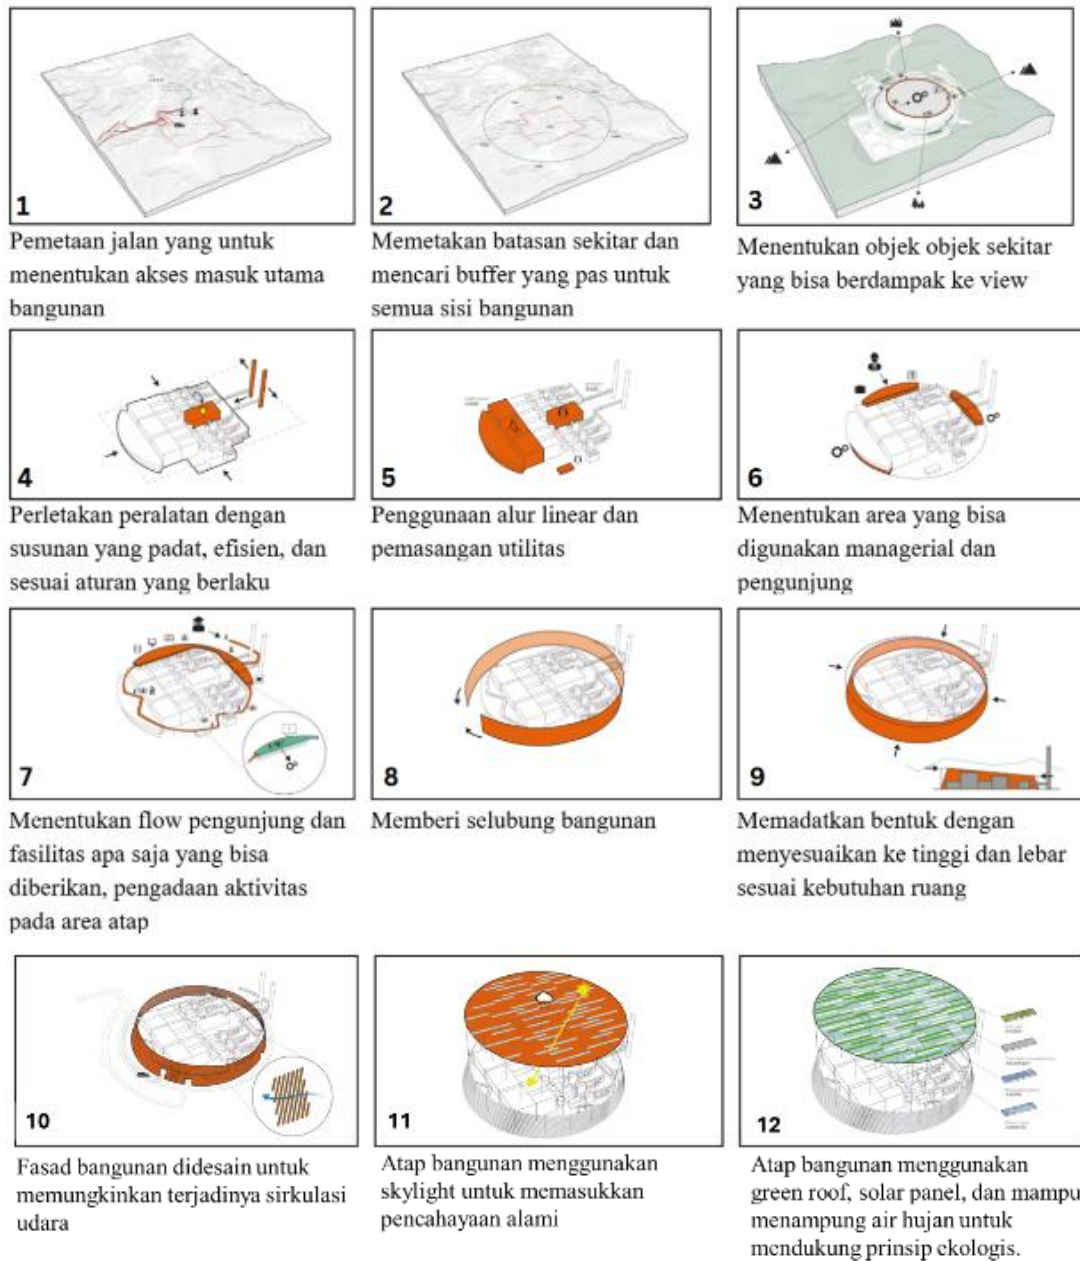 1
Pemetaan jalan yang untuk
menentukan akses masuk utama
bangunan
2
Memetakan batasan sekitar dan
mencari buffer yang pas untuk
semua sisi bangunan
3
Menentukan objek objek sekitar
yang bisa berdampak ke view
4
Perletakan peralatan dengan
susunan yang padat, efisien, dan
sesuai aturan yang berlaku
5
Penggunaan alur linear dan
pemasangan utilitas
6
Menentukan area yang bisa
digunakan managerial dan
pengunjung
7
Menentukan flow pengunjung dan
fasilitas apa saja yang bisa
diberikan, pengadaan aktivitas
pada area atap
8
Memberi selubung bangunan
9
Memadatkan bentuk dengan
menyesuaikan ke tinggi dan lebar
sesuai kebutuhan ruang
10
Fasad bangunan didesain untuk
memungkinkan terjadinya sirkulasi
udara
11
Atap bangunan menggunakan
skylight untuk memasukkan
pencahayaan alami
12
Atap bangunan menggunakan
green roof, solar panel, dan mampu
menampung air hujan untuk
mendukung prinsip ekologis.